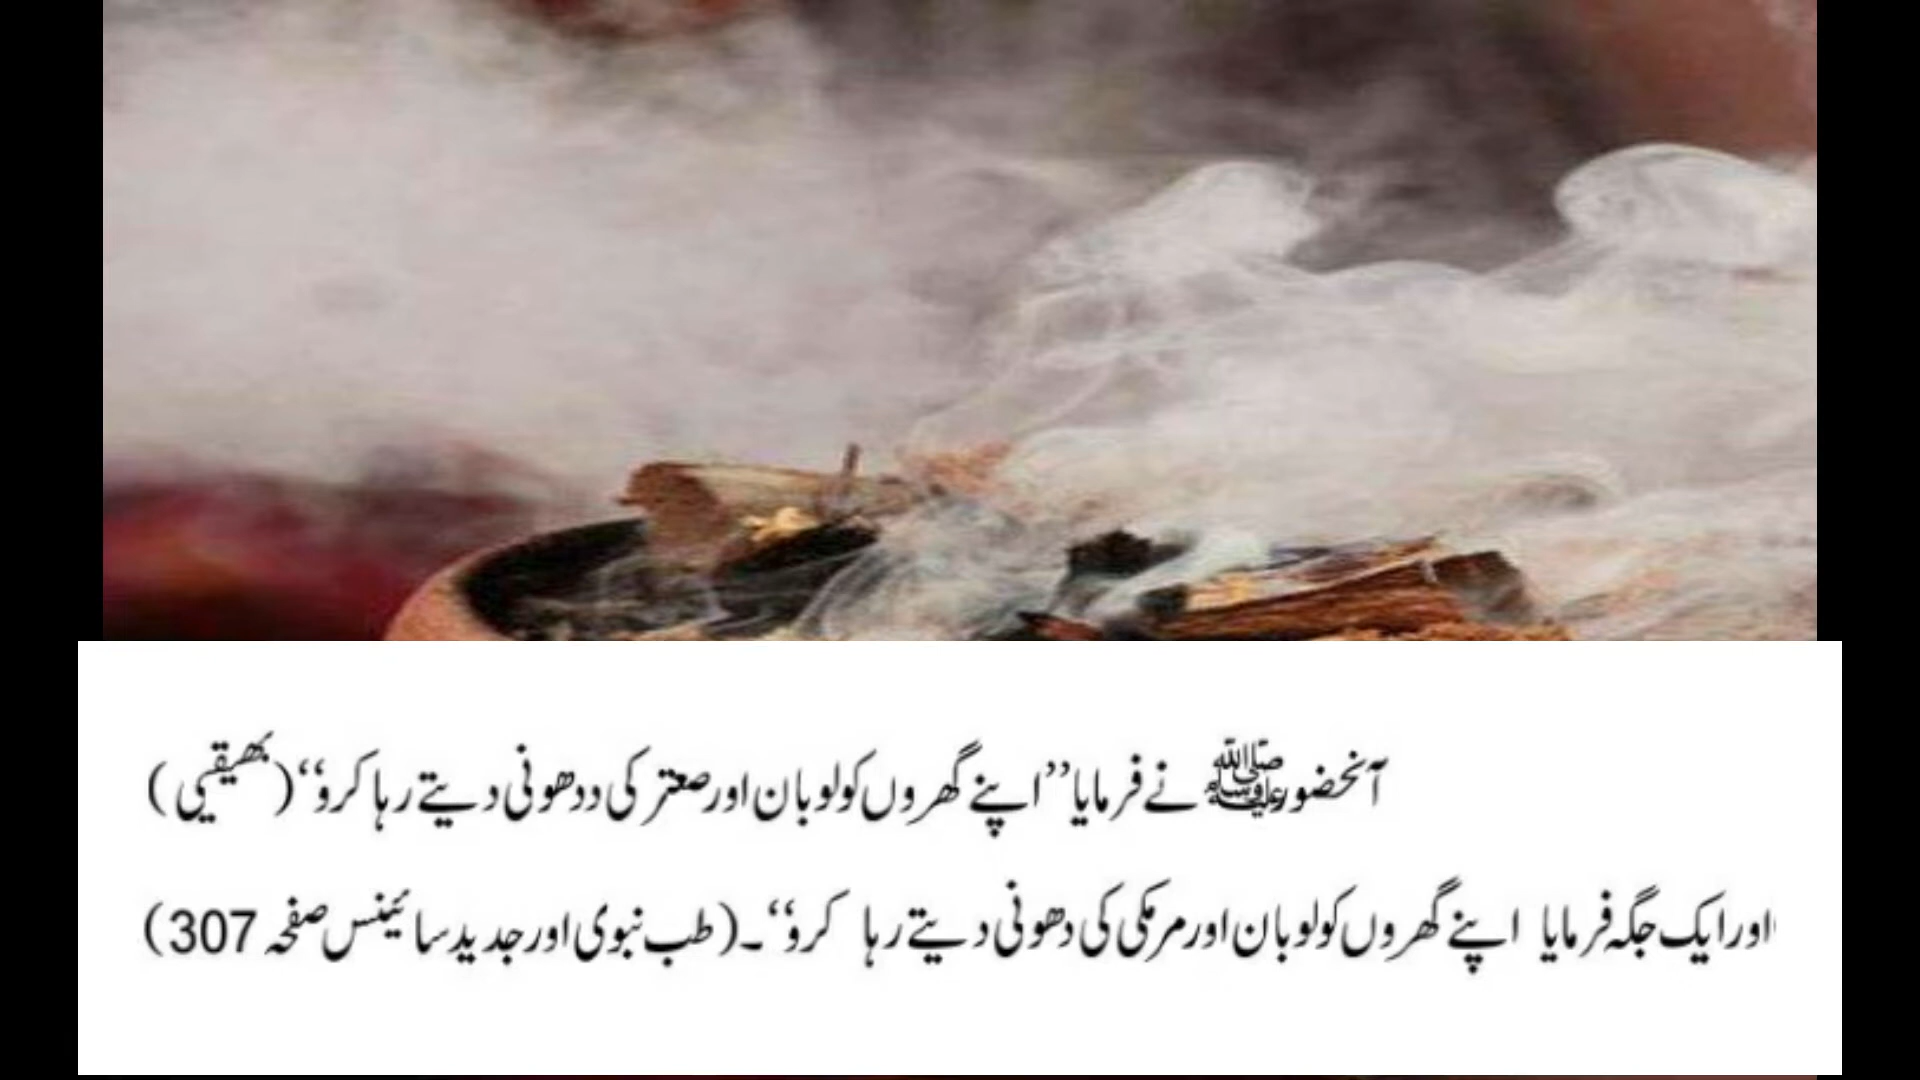 آنحضورﷺ نے فرمایا ’’اپنے گھروں کو لوبان اور صعتر کی ددھونی دیتے رہا کرو‘‘ (بھیقیی)
اور ایک جگہ فرمایا اپنے گھروں کو لوبان اور مرمکی کی دھونی دیتے رہا کرو‘‘۔ (طب نبوی اور جدید سائینس صفحہ 307)